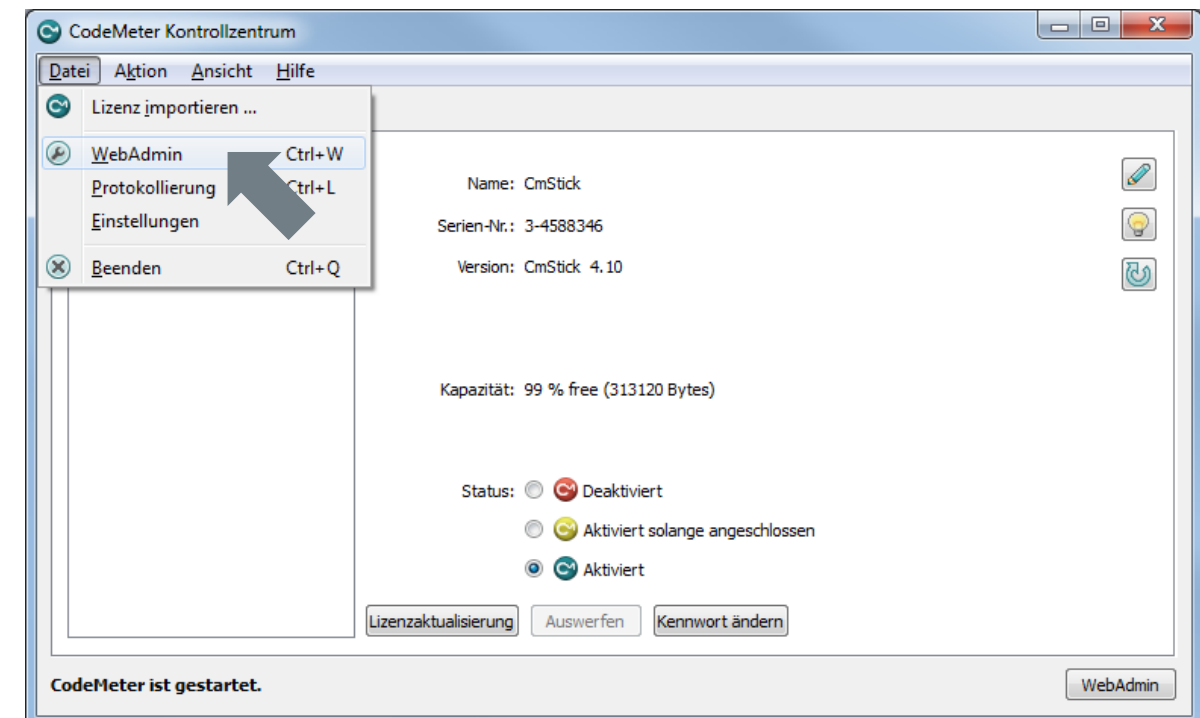 CodeMeter Kontrollzentrum
Datei Aktion Ansicht Hilfe
Lizenz importieren ...
WebAdmin Ctrl+W
Protokollierung Ctrl+L
Einstellungen
Beenden Ctrl+Q
Name: CmStick
Serien-Nr.: 3-4588346
Version: CmStick 4.10
Kapazität: 99 % free (313120 Bytes)
Status: Deaktiviert
Aktiviert solange angeschlossen
Aktiviert
Lizenzaktualisierung Auswerfen Kennwort ändern
CodeMeter ist gestartet. WebAdmin